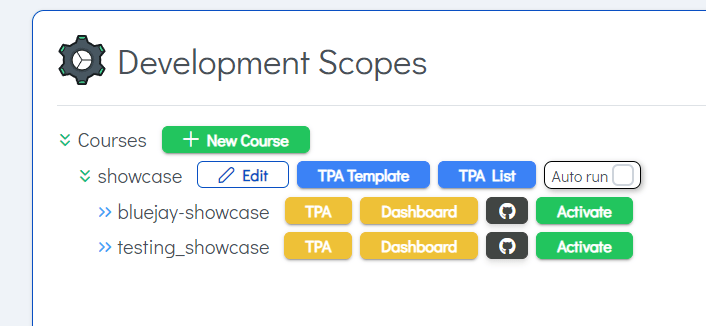 Development Scopes
Courses + New Course
showcase Edit TPA Template TPA List Auto run
bluejay-showcase TPA Dashboard Activate
testing_showcase TPA Dashboard Activate